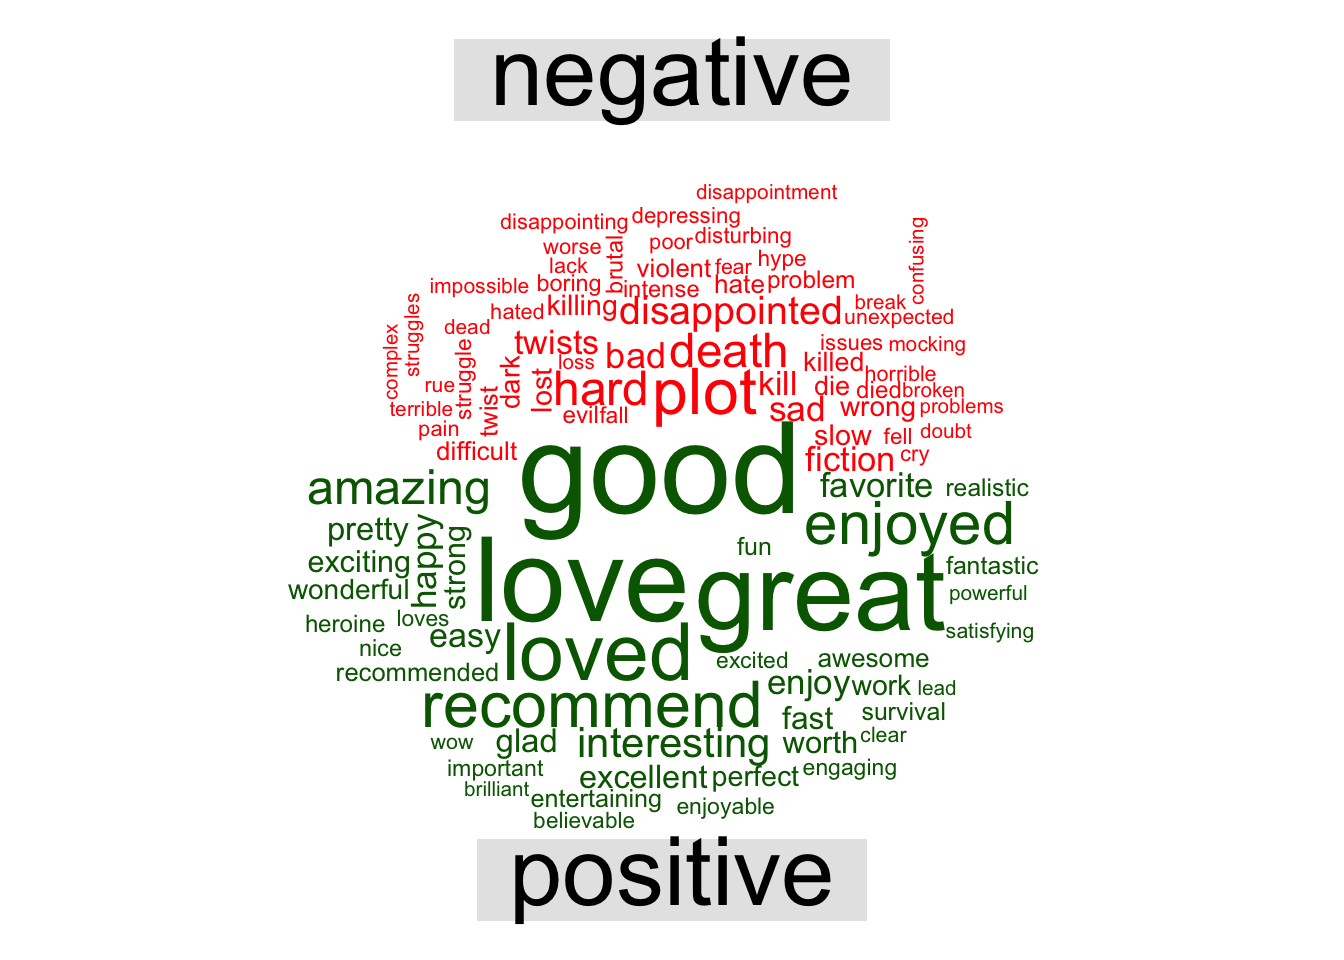 negative
disappointment
disappointing depressing
worse brutal poor disturbing confusing
lack violent fear hype
impossible boring intense hate problem
hated killing disappointed break unexpected
complex struggles dead twists bad death issues mocking
struggle dark loss killed horrible
rue twist lost hard plot kill die died broken
terrible evil fall sad wrong problems
pain slow fell doubt
difficult fiction cry
good
amazing favorite realistic
pretty happy strong enjoyed
exciting fun fantastic
wonderful love great powerful
heroine loves easy satisfying
nice loved excited awesome
recommended enjoy work lead
recommend fast survival
wow glad interesting worth clear
important excellent perfect engaging
brilliant entertaining enjoyable
believable
positive